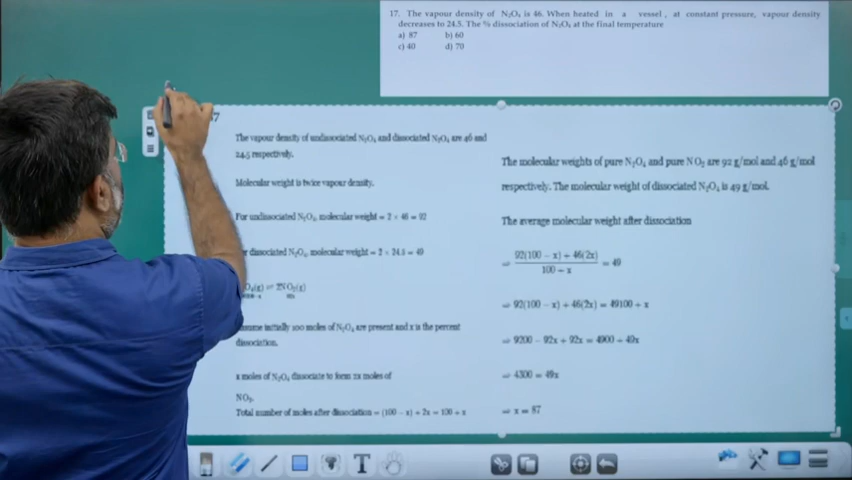 17. The vapour density of N₂O₄ is 46. When heated in a vessel, at constant pressure, vapour density
decreases to 24.5. The % dissociation of N₂O₄ at the final temperature
a) 87 b) 60
c) 40 d) 70
The vapour density of undissociated N₂O₄ and dissociated N₂O₄ are 46 and
24.5 respectively.
Molecular weight is twice vapour density.
For undissociated N₂O₄, molecular weight = 2 × 46 = 92
dissociated N₂O₄, molecular weight = 2 × 24.5 = 49
O₄(g) ⇌ 2NO₂(g)
initially 100 moles of N₂O₄ are present and x is the percent
dissociation.
x moles of N₂O₄ dissociate to form 2x moles of
NO₂.
Total number of moles after dissociation = (100 − x) + 2x = 100 + x
The molecular weights of pure N₂O₄ and pure NO₂ are 92 g/mol and 46 g/mol
respectively. The molecular weight of dissociated N₂O₄ is 49 g/mol.
The average molecular weight after dissociation
⇒ 92(100 − x) + 46(2x) / 100 + x = 49
⇒ 92(100 − x) + 46(2x) = 49100 + x
⇒ 9200 − 92x + 92x = 4900 + 49x
⇒ 4300 = 49x
⇒ x = 87
T